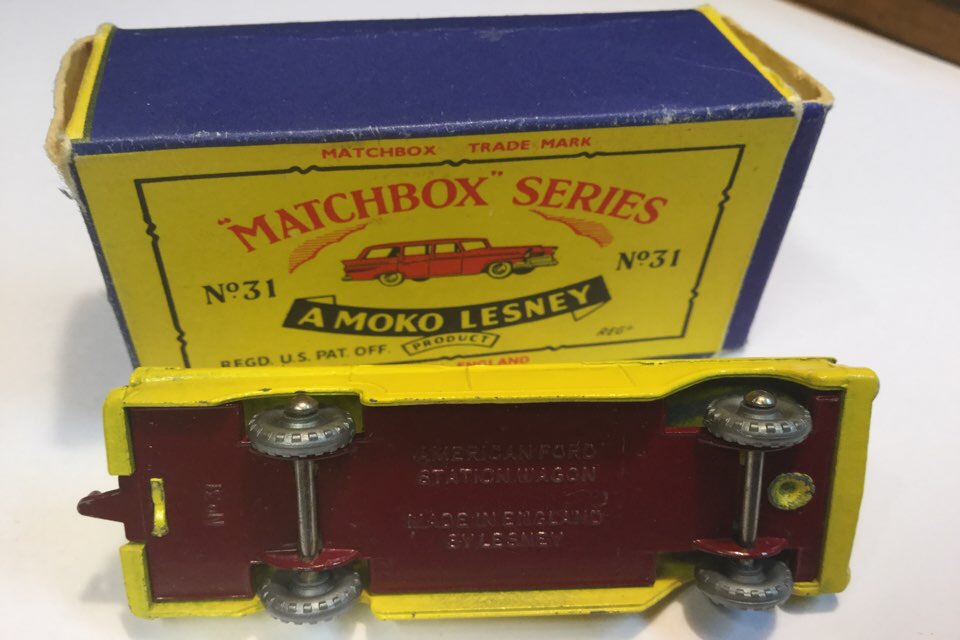 MATCHBOX TRADE MARK
"MATCHBOX" SERIES
Nº31
Nº31
A MOKO LESNEY
PRODUCT
REGD. U.S. PAT. OFF.
REGD
ENGLAND
AMERICAN FORD
STATION WAGON
MADE IN ENGLAND
BY LESNEY
Nº31